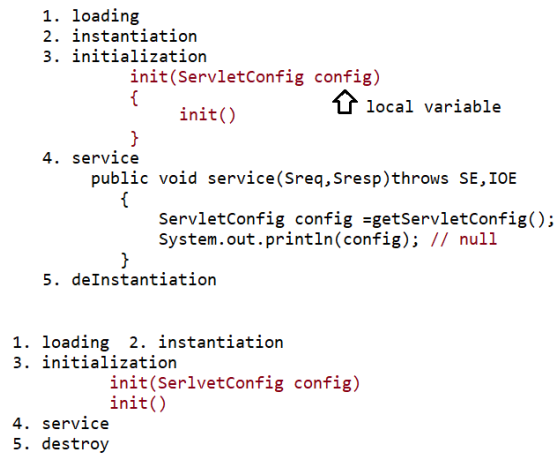 1. loading
2. instantiation
3. initialization
init(ServletConfig config)
{
local variable
init()
}
4. service
public void service(Sreq,Sresp)throws SE,IOE
{
ServletConfig config =getServletConfig();
System.out.println(config); // null
}
5. deInstantiation
1. loading 2. instantiation
3. initialization
init(SerlvetConfig config)
init()
4. service
5. destroy